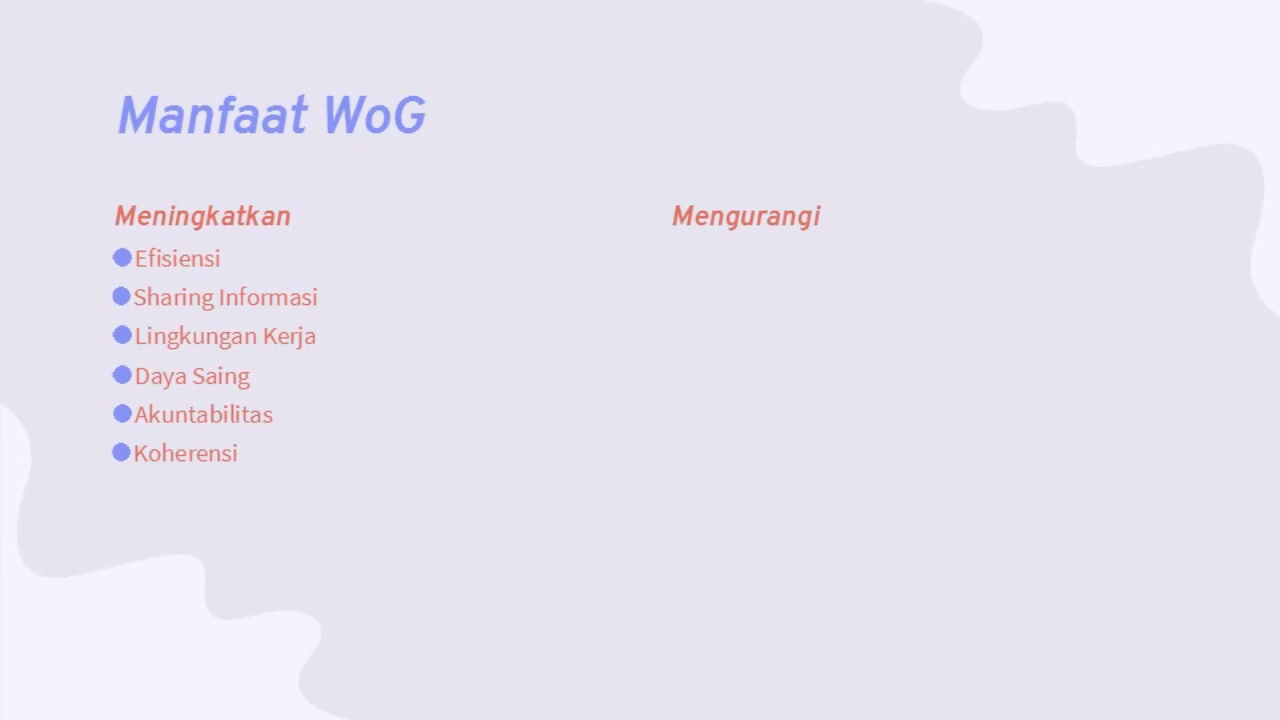 Manfaat WoG
Meningkatkan
Efisiensi
Sharing Informasi
Lingkungan Kerja
Daya Saing
Akuntabilitas
Koherensi
Mengurangi